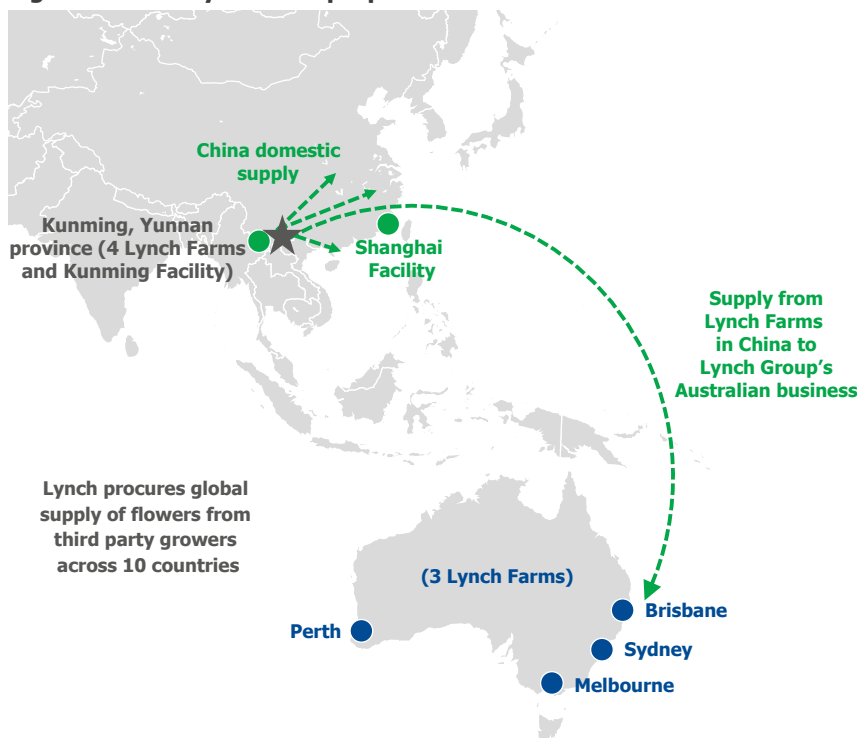 China domestic
supply
Kunming, Yunnan
province (4 Lynch Farms
and Kunming Facility)
Shanghai
Facility
Supply from
Lynch Farms
in China to
Lynch Group’s
Australian business
Lynch procures global
supply of flowers from
third party growers
across 10 countries
(3 Lynch Farms)
Brisbane
Perth
Sydney
Melbourne